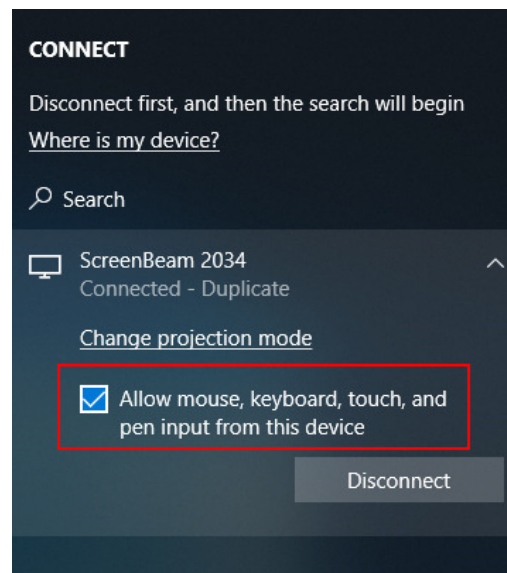 CONNECT
Disconnect first, and then the search will begin
Where is my device?
Search
ScreenBeam 2034
Connected - Duplicate
Change projection mode
Allow mouse, keyboard, touch, and
pen input from this device
Disconnect